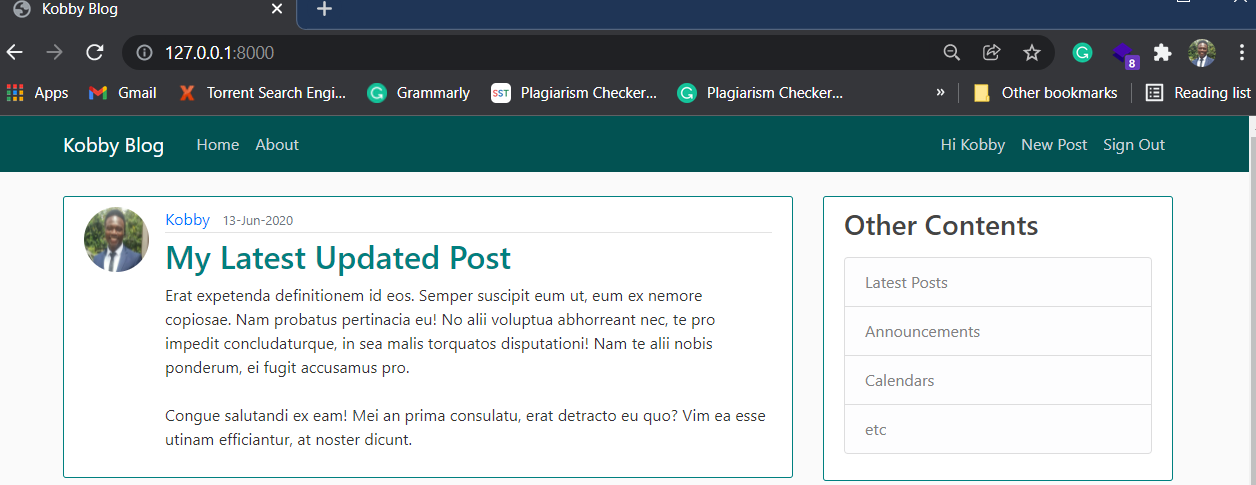 Kobby Blog
127.0.0.1:8000
8
Apps Gmail Torrent Search Engi... Grammarly SST Plagiarism Checker... Plagiarism Checker... » Other bookmarks Reading list
Kobby Blog Home About Hi Kobby New Post Sign Out
Kobby 13-Jun-2020
My Latest Updated Post
Erat expetenda definitionem id eos. Semper suscipit eum ut, eum ex nemore
copiosae. Nam probatus pertinacia eu! No alii voluptua abhorreant nec, te pro
impedit concludaturque, in sea malis torquatos disputationi! Nam te alii nobis
ponderum, ei fugit accusamus pro.
Congue salutandi ex eam! Mei an prima consulatu, erat detracto eu quo? Vim ea esse
utinam efficiantur, at noster dicunt.
Other Contents
Latest Posts
Announcements
Calendars
etc